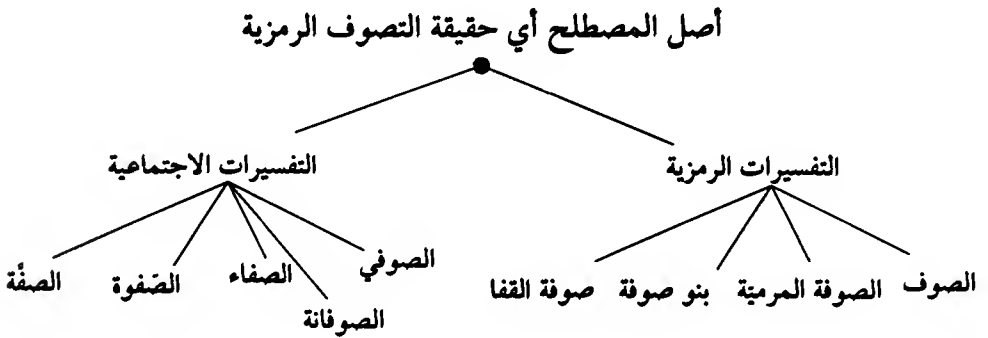 أصل المصطلح أي حقيقة التصوف الرمزية
التفسيرات الرمزية
التفسيرات الاجتماعية
الصوف
الصوفة المرميّة
بنو صوفة
صوفة القفا
الصوفي
الصفاء
الصّفوة
الصفَّة
الصوفانة